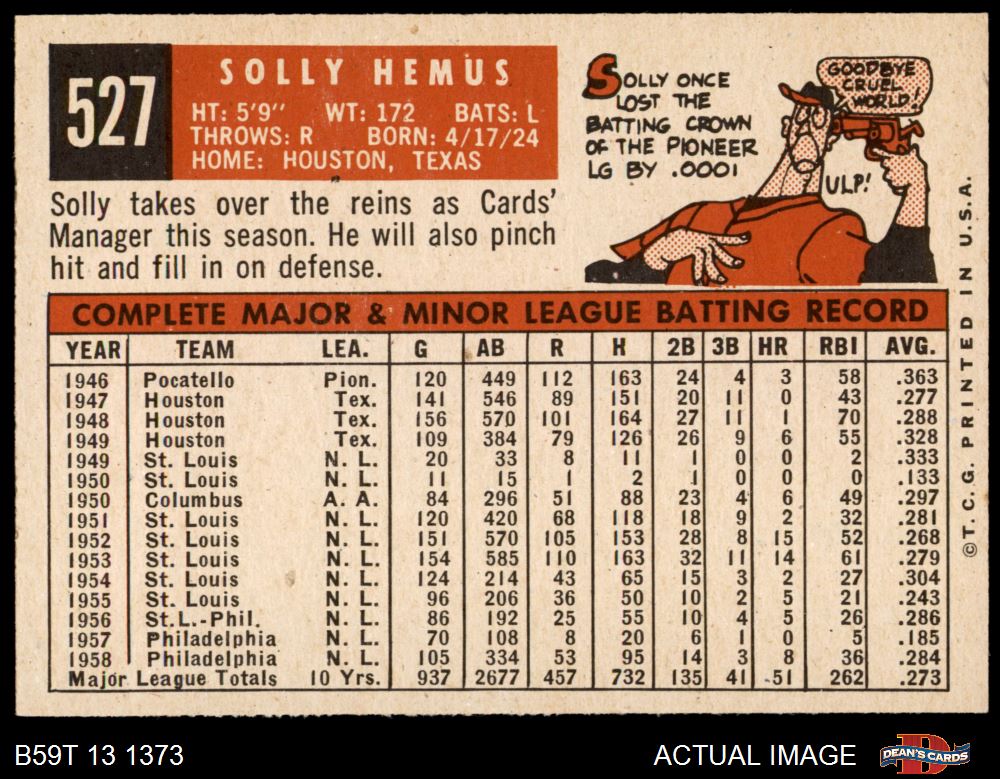 527
SOLLY HEMUS
HT: 5'9" WT: 172 BATS: L
THROWS: R BORN: 4/17/24
HOME: HOUSTON, TEXAS
Solly takes over the reins as Cards'
Manager this season. He will also pinch
hit and fill in on defense.
SOLLY ONCE
LOST THE
BATTING CROWN
OF THE PIONEER
LG BY .0001
GOODBYE
CRUEL
WORLD!
ULP!
COMPLETE MAJOR & MINOR LEAGUE BATTING RECORD
YEAR TEAM LEA. G AB R H 2B 3B HR RBI AVG.
1946 Pocatello Pion. 120 449 112 163 24 4 3 58 .363
1947 Houston Tex. 141 546 89 151 20 11 0 43 .277
1948 Houston Tex. 156 570 101 164 27 11 1 70 .288
1949 Houston Tex. 109 384 79 126 26 9 6 55 .328
1949 St. Louis N. L. 20 33 8 11 1 0 0 2 .333
1950 St. Louis N. L. 11 15 1 2 1 0 0 0 .133
1950 Columbus A. A. 84 296 51 88 23 4 6 49 .297
1951 St. Louis N. L. 120 420 68 118 18 9 2 32 .281
1952 St. Louis N. L. 151 570 105 153 28 8 15 52 .268
1953 St. Louis N. L. 154 585 110 163 32 11 14 61 .279
1954 St. Louis N. L. 124 214 43 65 15 3 2 27 .304
1955 St. Louis N. L. 96 206 36 50 10 2 5 21 .243
1956 St.L.-Phil. N. L. 86 192 25 55 10 4 5 26 .286
1957 Philadelphia N. L. 70 108 8 20 6 1 0 5 .185
1958 Philadelphia N. L. 105 334 53 95 14 3 8 36 .284
Major League Totals 10 Yrs. 937 2677 457 732 135 41 51 262 .273
© T. C. G. PRINTED IN U.S.A.
B59T 13 1373
ACTUAL IMAGE
DEAN'S CARDS